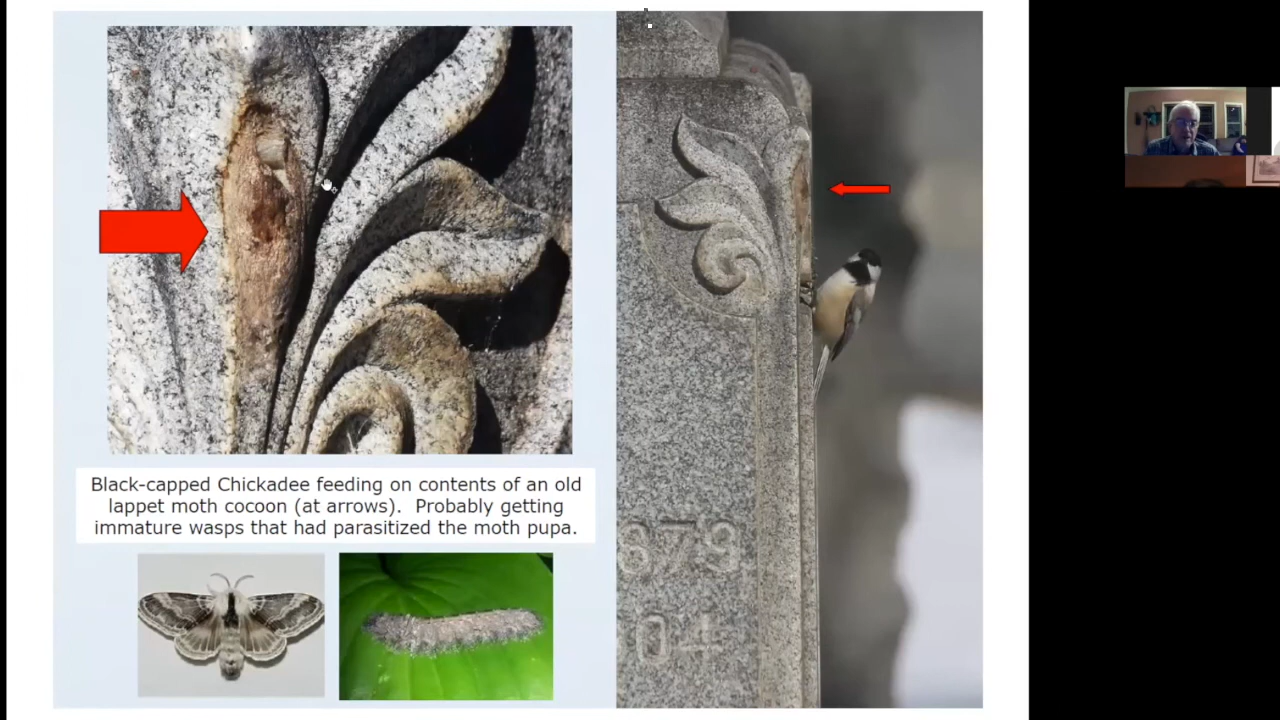 Black-capped Chickadee feeding on contents of an old
lappet moth cocoon (at arrows).  Probably getting
immature wasps that had parasitized the moth pupa.
879
04